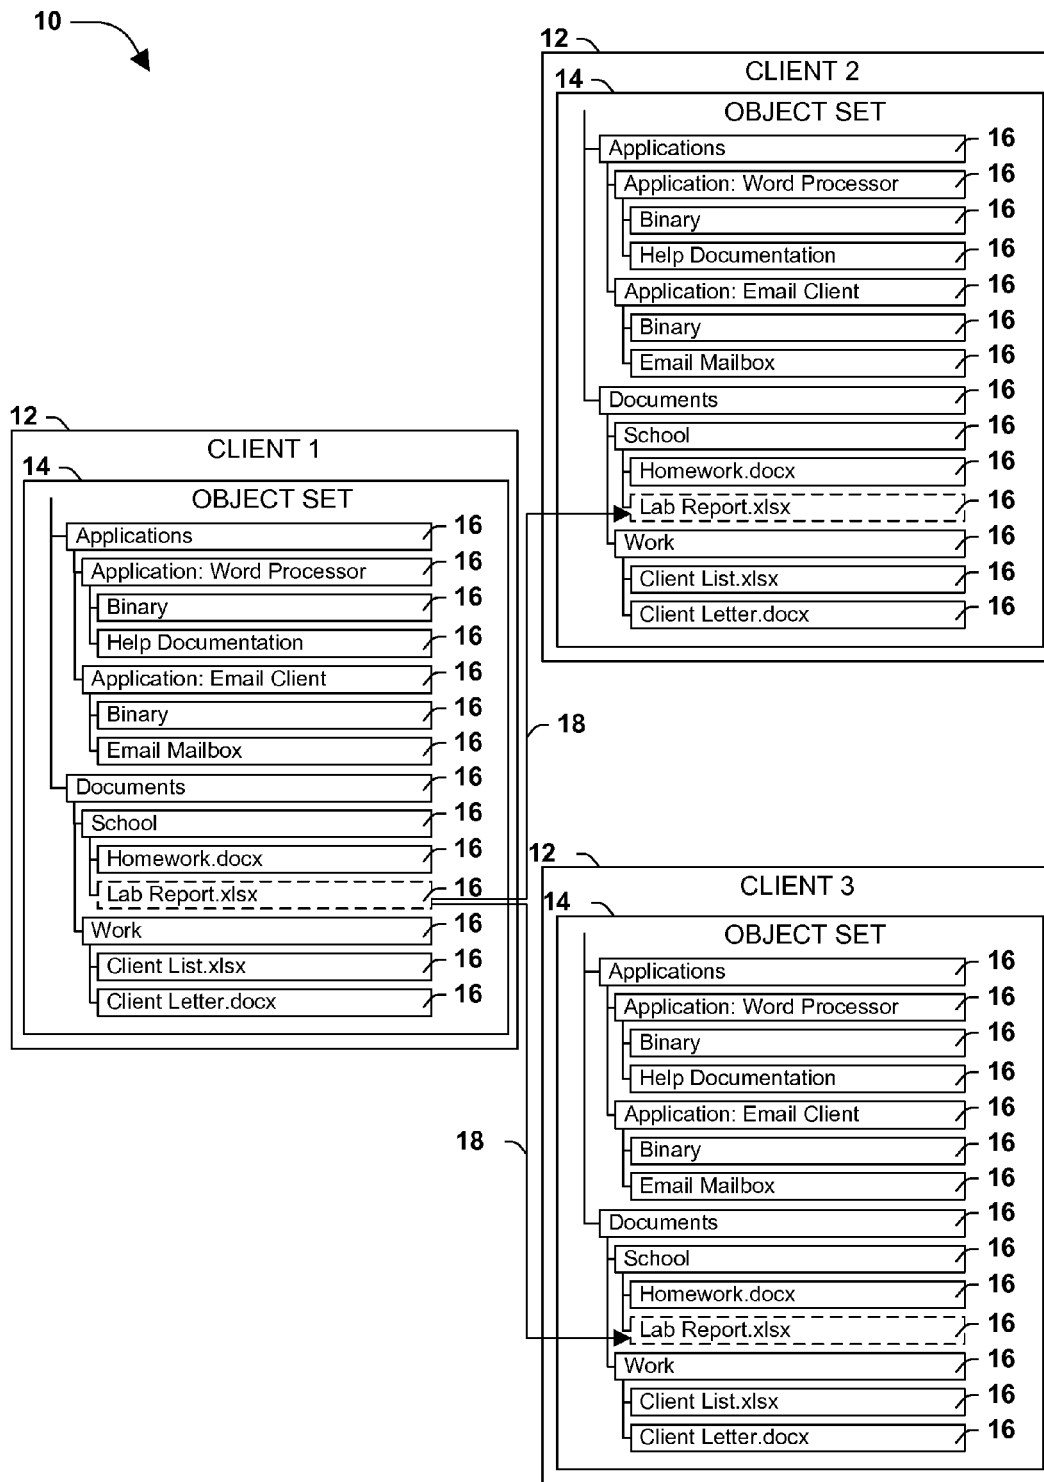 10
12
CLIENT 2
14
OBJECT SET
Applications 16
Application: Word Processor 16
Binary 16
Help Documentation 16
Application: Email Client 16
Binary 16
Email Mailbox 16
Documents 16
School 16
Homework.docx 16
Lab Report.xlsx 16
Work 16
Client List.xlsx 16
Client Letter.docx 16
12
CLIENT 1
14
OBJECT SET
Applications 16
Application: Word Processor 16
Binary 16
Help Documentation 16
Application: Email Client 16
Binary 16
Email Mailbox 16
Documents 16
School 16
Homework.docx 16
Lab Report.xlsx 16
Work 16
Client List.xlsx 16
Client Letter.docx 16
18
18
12
CLIENT 3
14
OBJECT SET
Applications 16
Application: Word Processor 16
Binary 16
Help Documentation 16
Application: Email Client 16
Binary 16
Email Mailbox 16
Documents 16
School 16
Homework.docx 16
Lab Report.xlsx 16
Work 16
Client List.xlsx 16
Client Letter.docx 16